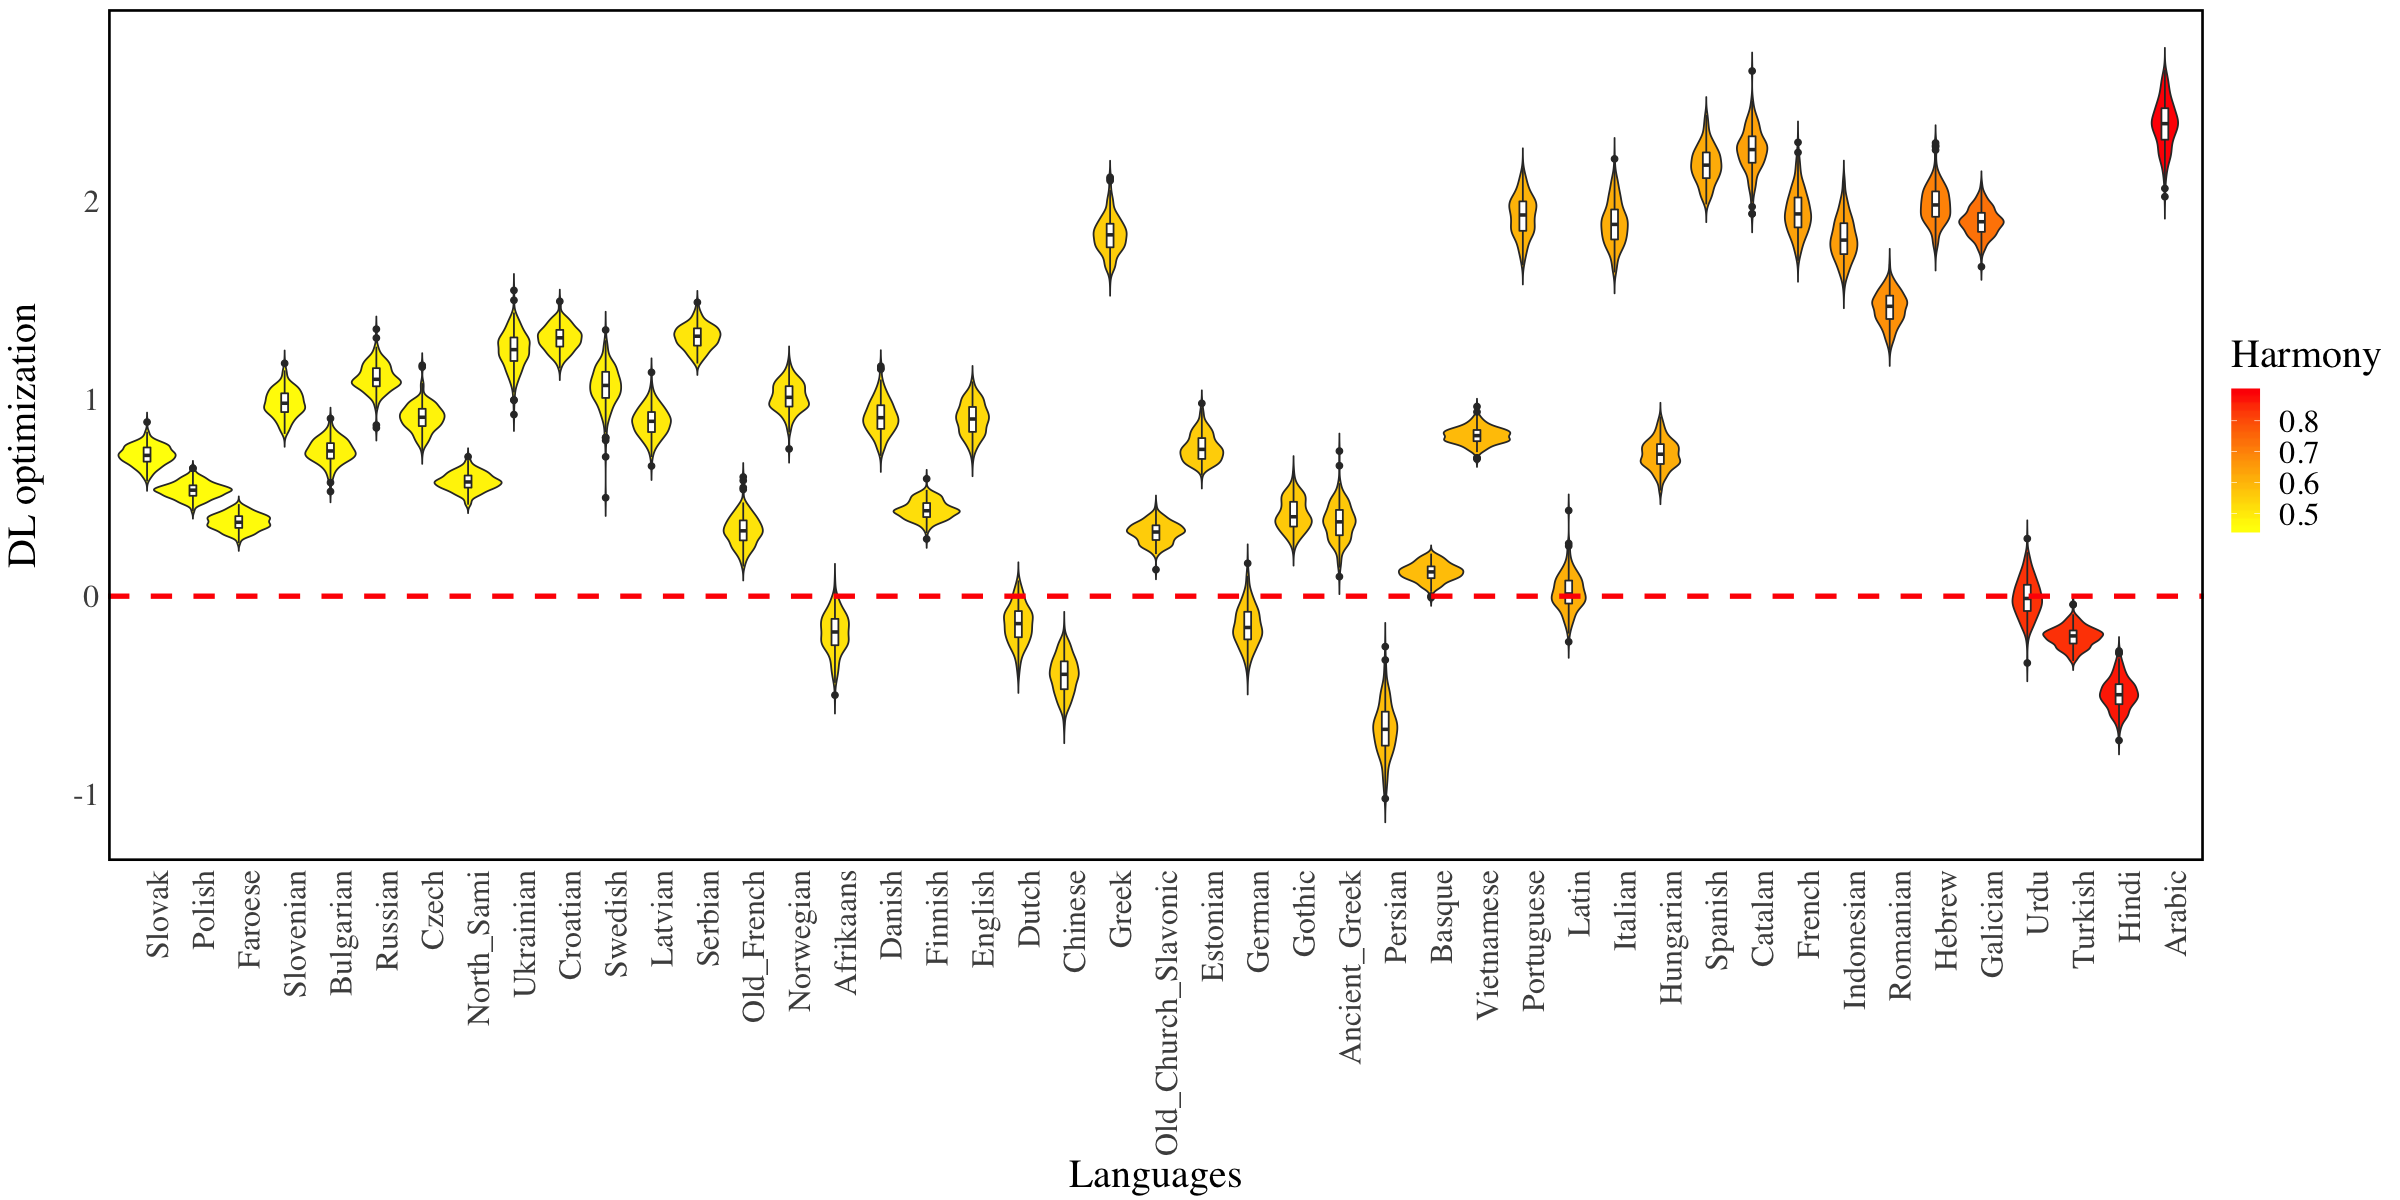 DL optimization
2
1
0
-1
Slovak
Polish
Faroese
Slovenian
Bulgarian
Russian
Czech
North_Sami
Ukrainian
Croatian
Swedish
Latvian
Serbian
Old_French
Norwegian
Afrikaans
Danish
Finnish
English
Dutch
Chinese
Greek
Old_Church_Slavonic
Estonian
German
Gothic
Ancient_Greek
Persian
Basque
Vietnamese
Portuguese
Latin
Italian
Hungarian
Spanish
Catalan
French
Indonesian
Romanian
Hebrew
Galician
Urdu
Turkish
Hindi
Arabic
Languages
Harmony
0.8
0.7
0.6
0.5